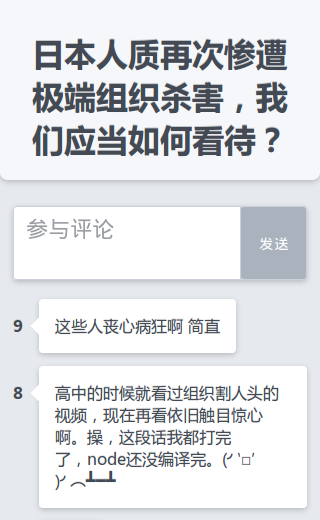 日本人质再次惨遭
极端组织杀害，我
们应当如何看待？
参与评论
发送
9
这些人丧心病狂啊 简直
8
高中的时候就看过组织割人头的
视频，现在再看依旧触目惊心
啊。操，这段话我都打完
了，node还没编译完。(╯‵□′
)╯︵┻━┻